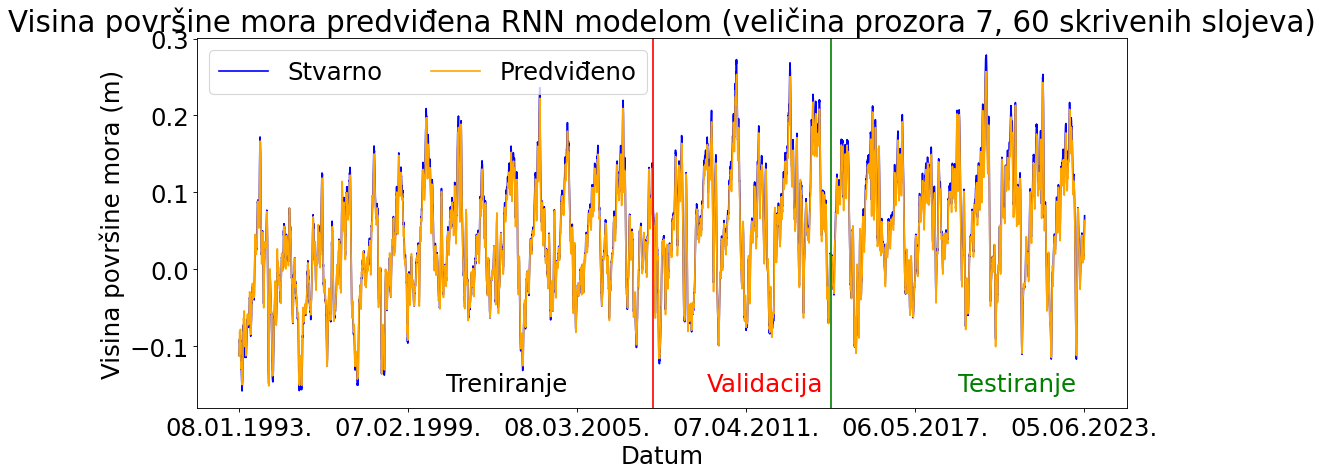 Visina površine mora predviđena RNN modelom (veličina prozora 7, 60 skrivenih slojeva)
Stvarno
Predviđeno
Visina površine mora (m)
0.3
0.2
0.1
0.0
−0.1
Treniranje
Validacija
Testiranje
08.01.1993.
07.02.1999.
08.03.2005.
07.04.2011.
06.05.2017.
05.06.2023.
Datum